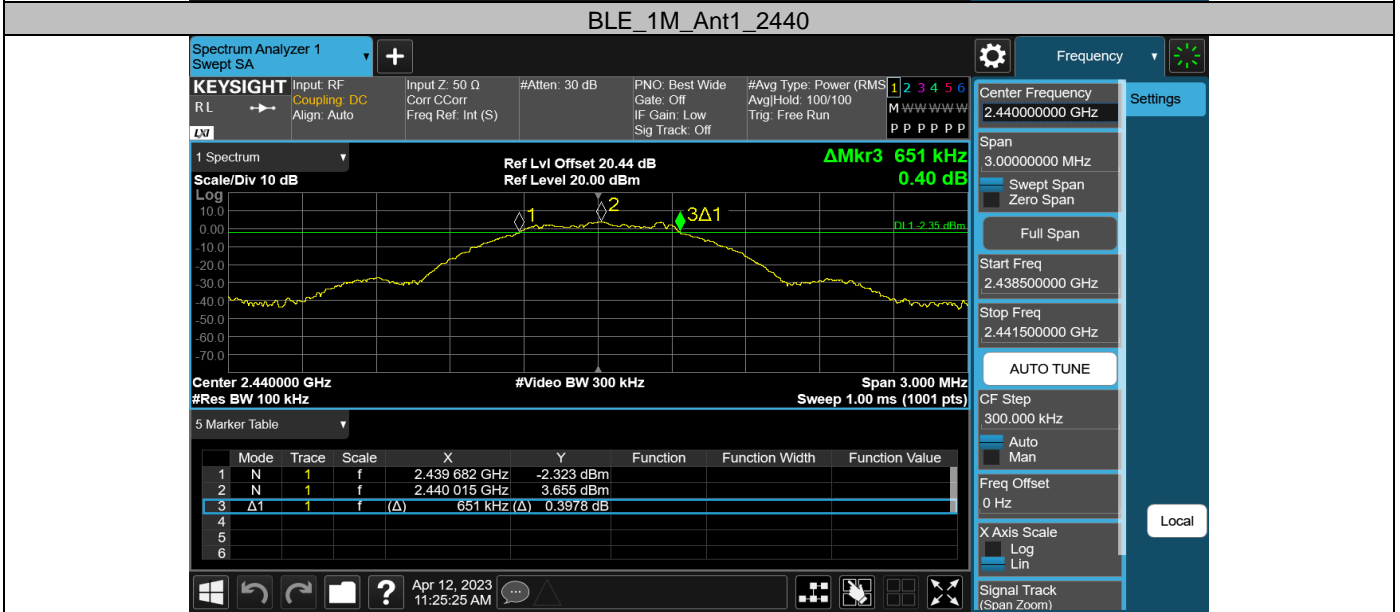 BLE_1M_Ant1_2440
Spectrum Analyzer 1
Swept SA
Frequency
KEYSIGHT
RL
LXI
Input: RF
Coupling: DC
Align: Auto
Input Z: 50 Ω
Corr CCorr
Freq Ref: Int (S)
#Atten: 30 dB
PNO: Best Wide
Gate: Off
IF Gain: Low
Sig Track: Off
#Avg Type: Power (RMS
Avg|Hold: 100/100
Trig: Free Run
1 2 3 4 5 6
M W W W W W
P P P P P P
1 Spectrum
Scale/Div 10 dB
Ref Lvl Offset 20.44 dB
Ref Level 20.00 dBm
ΔMkr3 651 kHz
0.40 dB
Log
10.0
0.00
-10.0
-20.0
-30.0
-40.0
-50.0
-60.0
-70.0
1
2
3Δ1
DL1 -2.35 dBm
Center 2.440000 GHz
#Res BW 100 kHz
#Video BW 300 kHz
Span 3.000 MHz
Sweep 1.00 ms (1001 pts)
5 Marker Table
Mode Trace Scale X Y Function Function Width Function Value
1 N 1 f 2.439 682 GHz -2.323 dBm
2 N 1 f 2.440 015 GHz 3.655 dBm
3 Δ1 1 f (Δ) 651 kHz (Δ) 0.3978 dB
4
5
6
Apr 12, 2023
11:25:25 AM
Center Frequency
2.440000000 GHz
Span
3.00000000 MHz
Swept Span
Zero Span
Full Span
Start Freq
2.438500000 GHz
Stop Freq
2.441500000 GHz
AUTO TUNE
CF Step
300.000 kHz
Auto
Man
Freq Offset
0 Hz
X Axis Scale
Log
Lin
Signal Track
(Span Zoom)
Settings
Local